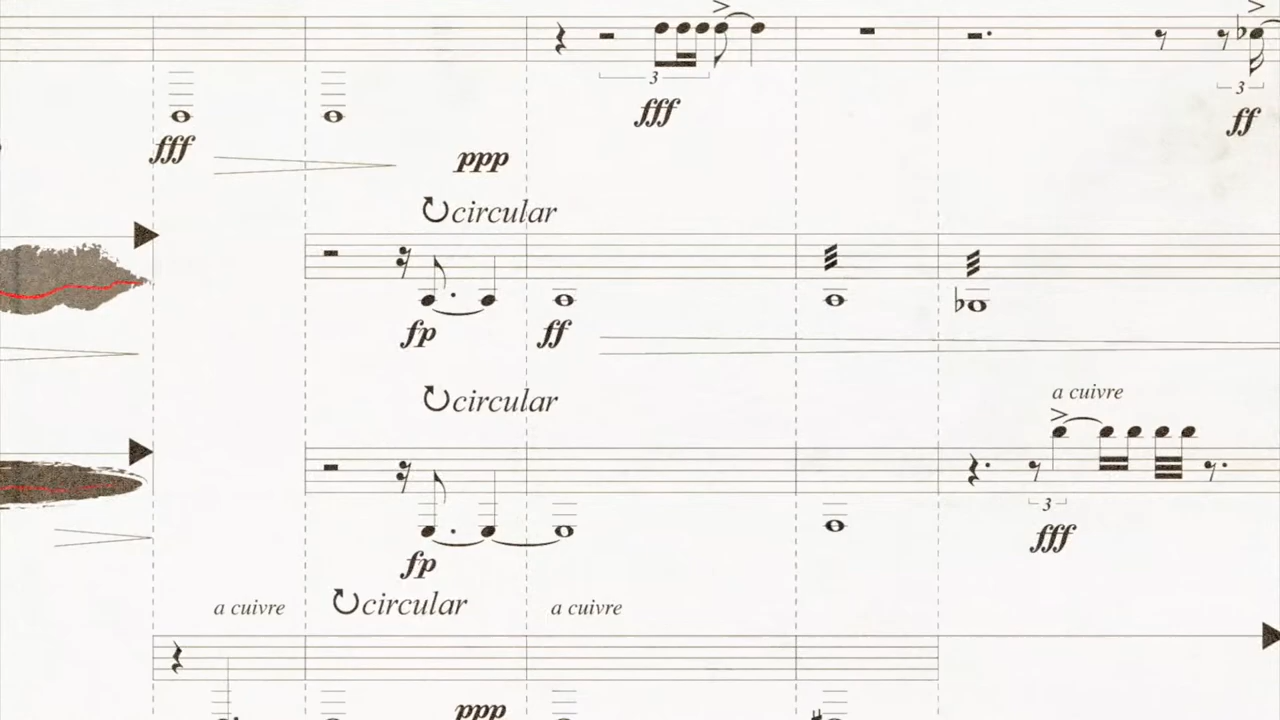 3
3
fff
ff
fff
ppp
circular
fp
ff
circular
a cuivre
3
fff
fp
a cuivre
circular
a cuivre
ppp